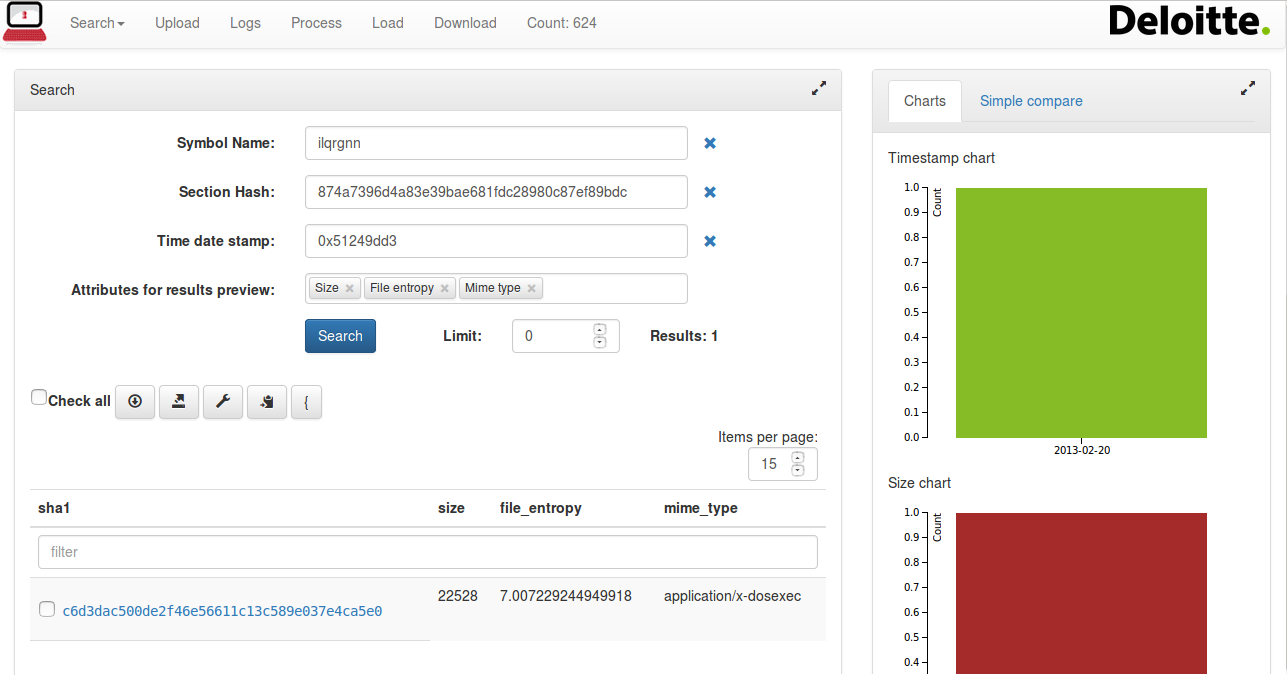 Search Upload Logs Process Load Download Count: 624
Deloitte.
Search
Symbol Name: ilqrgnn
Section Hash: 874a7396d4a83e39bae681fdc28980c87ef89bdc
Time date stamp: 0x51249dd3
Attributes for results preview: Size File entropy Mime type
Search Limit: 0 Results: 1
Check all {
Items per page:
15
sha1 size file_entropy mime_type
filter
c6d3dac500de2f46e56611c13c589e037e4ca5e0 22528 7.007229244949918 application/x-dosexec
Charts Simple compare
Timestamp chart
Count
1.0
0.9
0.8
0.7
0.6
0.5
0.4
0.3
0.2
0.1
0.0
2013-02-20
Size chart
Count
1.0
0.9
0.8
0.7
0.6
0.5
0.4